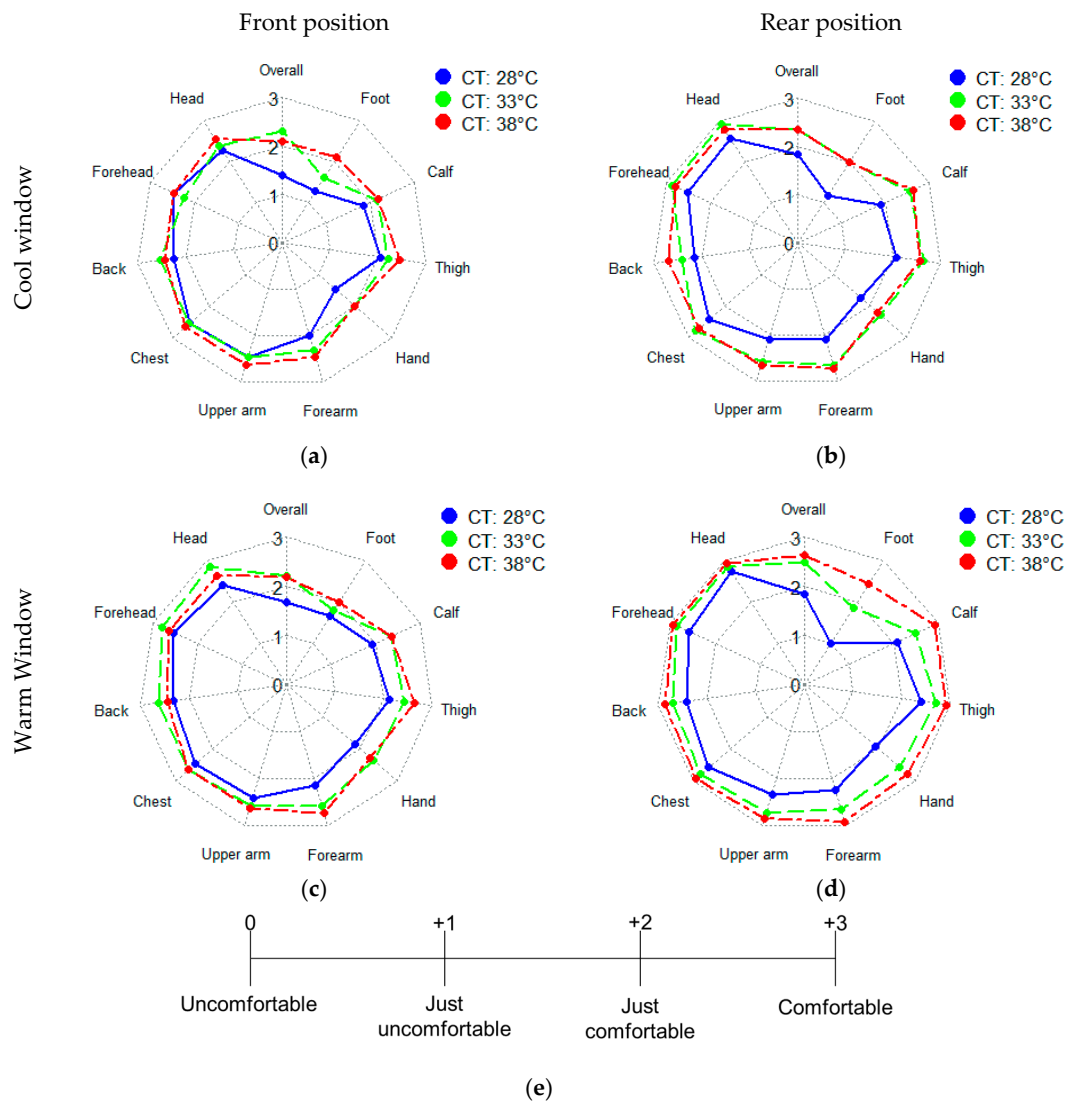 Front position
Rear position
Cool window
Overall
Foot
Calf
Thigh
Hand
Forearm
Upper arm
Chest
Back
Forehead
Head
3
2
1
0
CT: 28°C
CT: 33°C
CT: 38°C
(a)
Overall
Foot
Calf
Thigh
Hand
Forearm
Upper arm
Chest
Back
Forehead
Head
3
2
1
0
CT: 28°C
CT: 33°C
CT: 38°C
(b)
Warm Window
Overall
Foot
Calf
Thigh
Hand
Forearm
Upper arm
Chest
Back
Forehead
Head
3
2
1
0
CT: 28°C
CT: 33°C
CT: 38°C
(c)
Overall
Foot
Calf
Thigh
Hand
Forearm
Upper arm
Chest
Back
Forehead
Head
3
2
1
0
CT: 28°C
CT: 33°C
CT: 38°C
(d)
0
+1
+2
+3
Uncomfortable
Just
uncomfortable
Just
comfortable
Comfortable
(e)